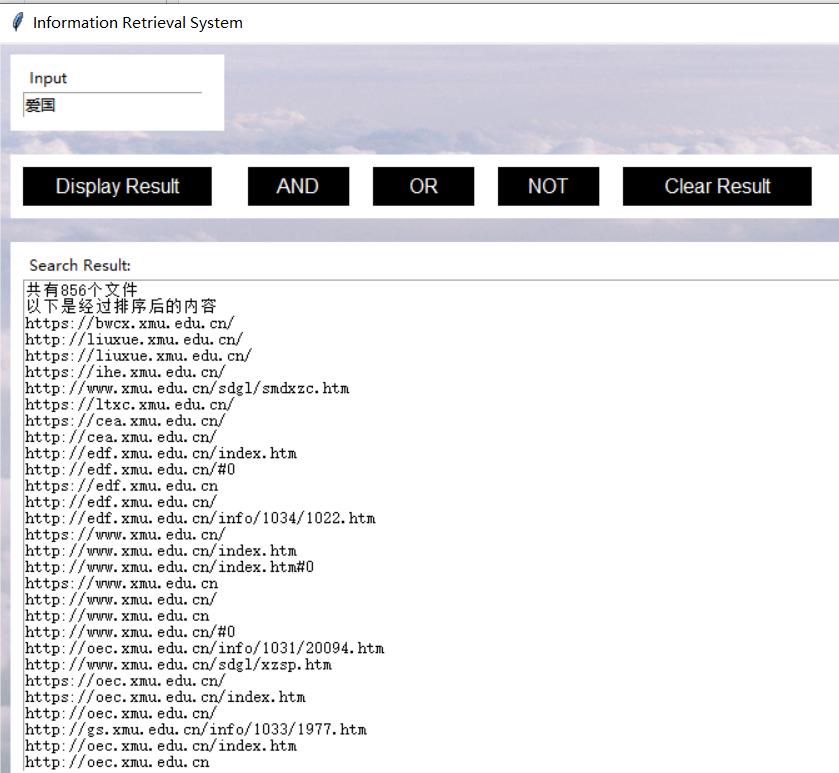 Information Retrieval System
Input
爱国
Display Result AND OR NOT Clear Result
Search Result:
共有856个文件
以下是经过排序后的内容
https://bwcx.xmu.edu.cn/
http://liuxue.xmu.edu.cn/
https://liuxue.xmu.edu.cn/
https://ihe.xmu.edu.cn/
http://www.xmu.edu.cn/sdgl/smdxzc.htm
https://ltxc.xmu.edu.cn/
https://cea.xmu.edu.cn/
http://cea.xmu.edu.cn/
http://edf.xmu.edu.cn/index.htm
http://edf.xmu.edu.cn/#0
https://edf.xmu.edu.cn
http://edf.xmu.edu.cn/
http://edf.xmu.edu.cn/info/1034/1022.htm
https://www.xmu.edu.cn/
http://www.xmu.edu.cn/index.htm
http://www.xmu.edu.cn/index.htm#0
https://www.xmu.edu.cn
http://www.xmu.edu.cn/
http://www.xmu.edu.cn
http://www.xmu.edu.cn/#0
http://oec.xmu.edu.cn/info/1031/20094.htm
http://www.xmu.edu.cn/sdgl/xzsp.htm
https://oec.xmu.edu.cn/
https://oec.xmu.edu.cn/index.htm
http://oec.xmu.edu.cn/
http://gs.xmu.edu.cn/info/1033/1977.htm
http://oec.xmu.edu.cn/index.htm
http://oec.xmu.edu.cn